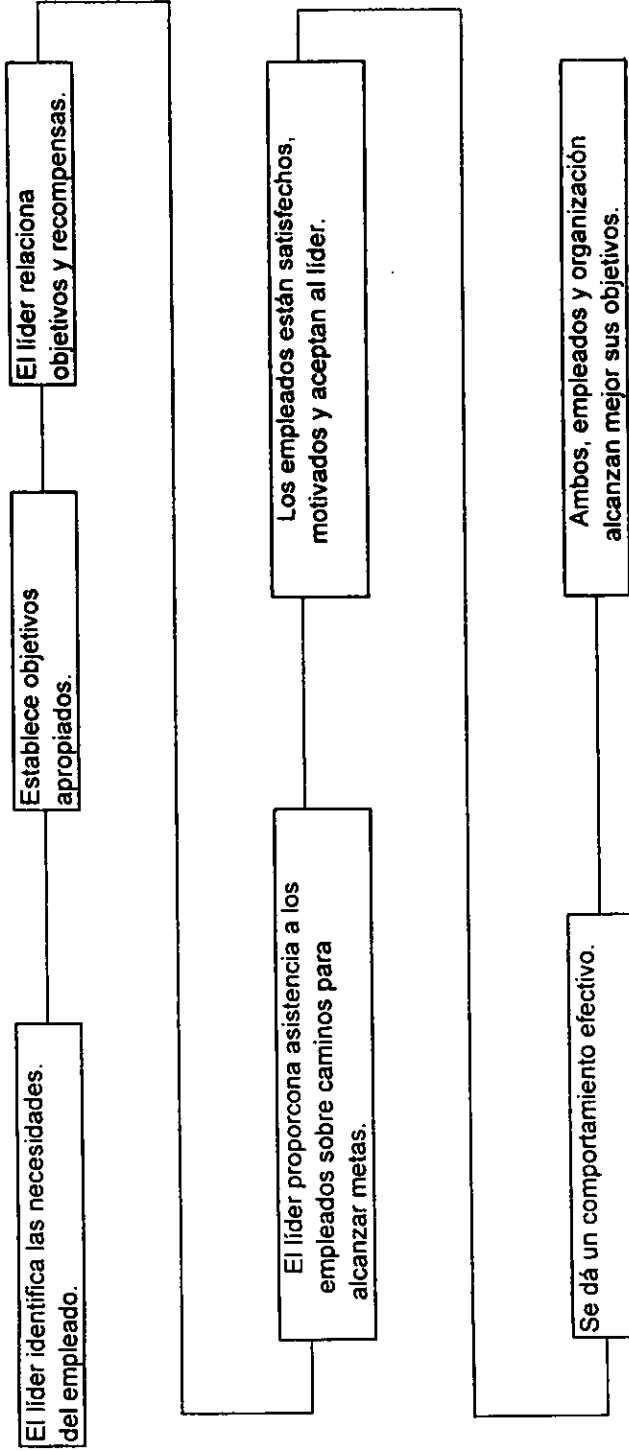 El líder identifica las necesidades.
del empleado.
Establece objetivos
apropiados.
El líder relaciona
objetivos y recompensas.
El líder proporcona asistencia a los
empleados sobre caminos para
alcanzar metas.
Los empleados están satisfechos,
motivados y aceptan al líder.
Se dá un comportamiento efectivo.
Ambos, empleados y organización
alcanzan mejor sus objetivos.